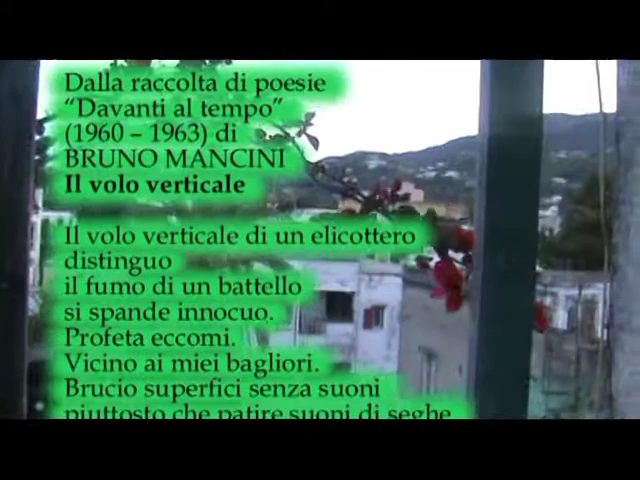 Dalla raccolta di poesie
“Davanti al tempo”
(1960 – 1963) di
BRUNO MANCINI
Il volo verticale
Il volo verticale di un elicottero
distinguo
il fumo di un battello
si spande innocuo.
Profeta eccomi.
Vicino ai miei bagliori.
Brucio superfici senza suoni
piuttosto che patire suoni di seghe